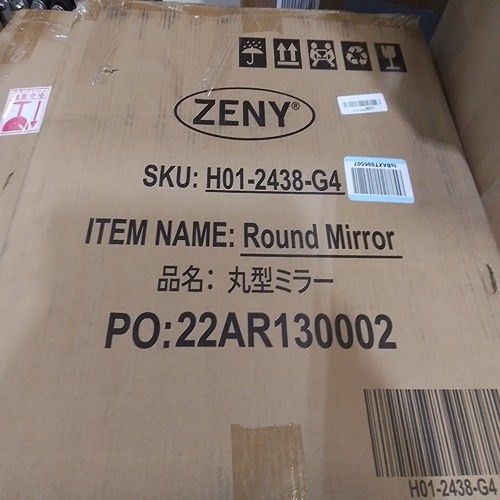 ZENY®
SKU: H01-2438-G4
ITEM NAME: Round Mirror
品名：丸型ミラー
PO:22AR130002
H01-2438-G4